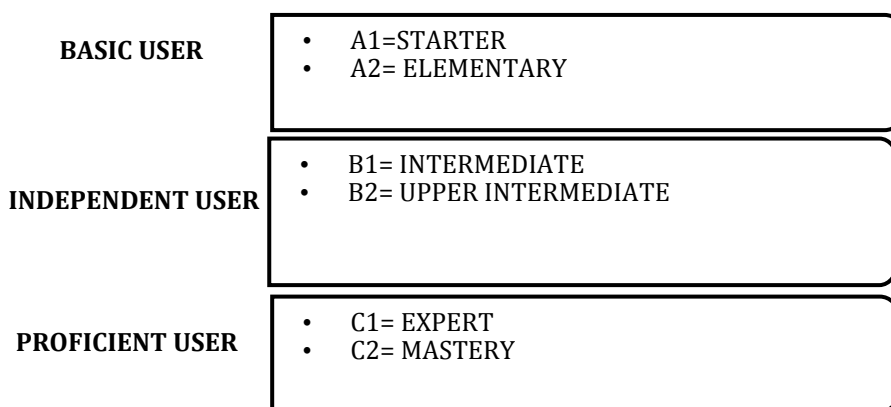 BASIC USER
• A1=STARTER
• A2= ELEMENTARY
INDEPENDENT USER
• B1= INTERMEDIATE
• B2= UPPER INTERMEDIATE
PROFICIENT USER
• C1= EXPERT
• C2= MASTERY